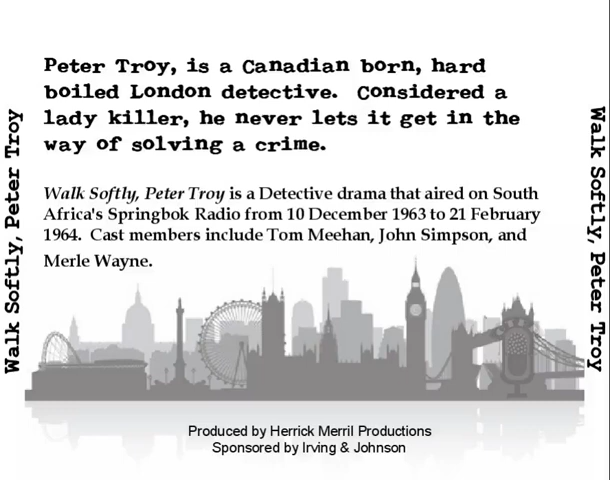 Peter Troy, is a Canadian born, hard
boiled London detective.  Considered a
lady killer, he never lets it get in the
way of solving a crime.
Walk Softly, Peter Troy is a Detective drama that aired on South
Africa's Springbok Radio from 10 December 1963 to 21 February
1964.  Cast members include Tom Meehan, John Simpson, and
Merle Wayne.
Walk Softly, Peter Troy
Walk Softly, Peter Troy
Produced by Herrick Merril Productions
Sponsored by Irving & Johnson